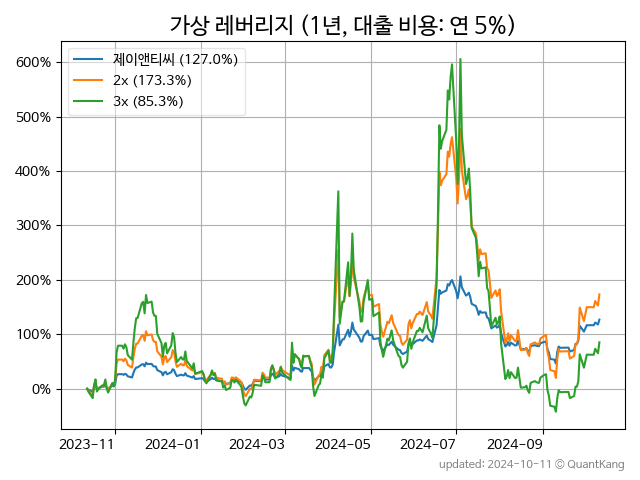 가상 레버리지 (1년, 대출 비용: 연 5%)
제이앤티씨 (127.0%)
2x (173.3%)
3x (85.3%)
600%
500%
400%
300%
200%
100%
0%
2023-11 2024-01 2024-03 2024-05 2024-07 2024-09
updated: 2024-10-11 © QuantKang